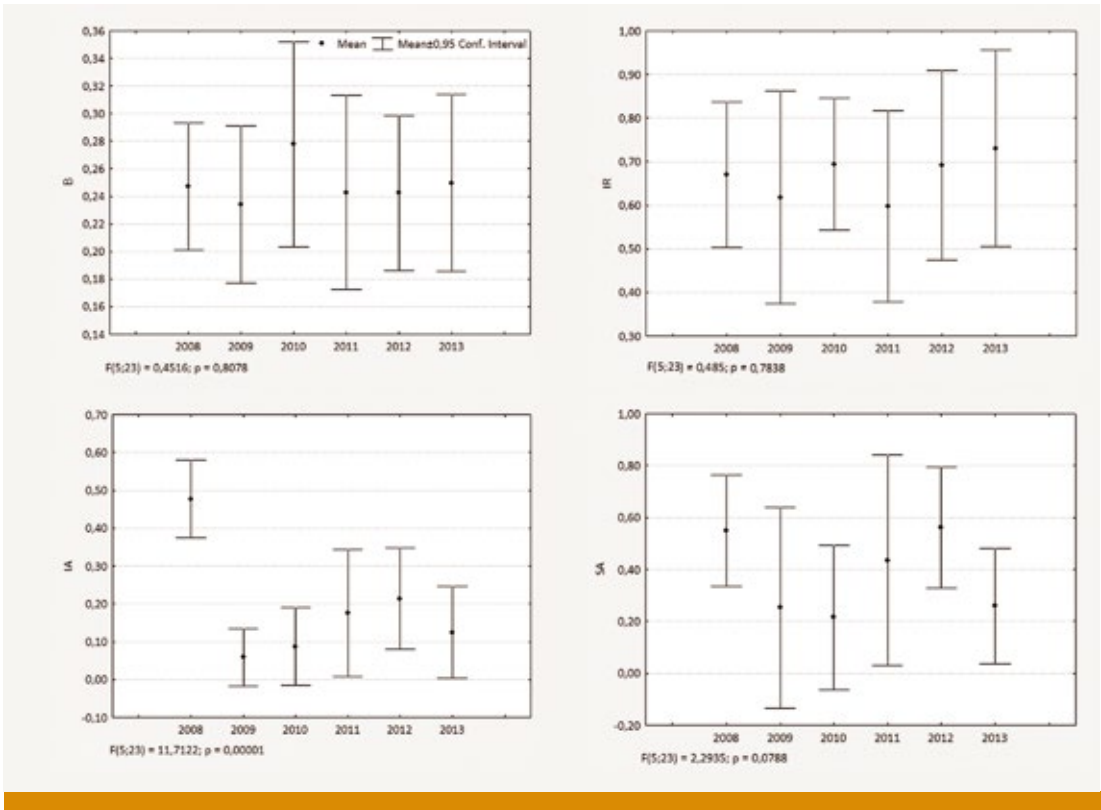 0,36
0,34
0,32
0,30
0,28
0,26
0,24
0,22
0,20
0,18
0,16
0,14
B
Mean Mean±0,95 Conf. Interval
2008 2009 2010 2011 2012 2013
F(5;23) = 0,4516; p = 0,8078
1,00
0,90
0,80
0,70
0,60
0,50
0,40
0,30
IR
2008 2009 2010 2011 2012 2013
F(5;23) = 0,485; p = 0,7838
0,70
0,60
0,50
0,40
0,30
0,20
0,10
0,00
-0,10
IA
2008 2009 2010 2011 2012 2013
F(5;23) = 11,7122; p = 0,00001
1,00
0,80
0,60
0,40
0,20
0,00
-0,20
SA
2008 2009 2010 2011 2012 2013
F(5;23) = 2,2935; p = 0,0788